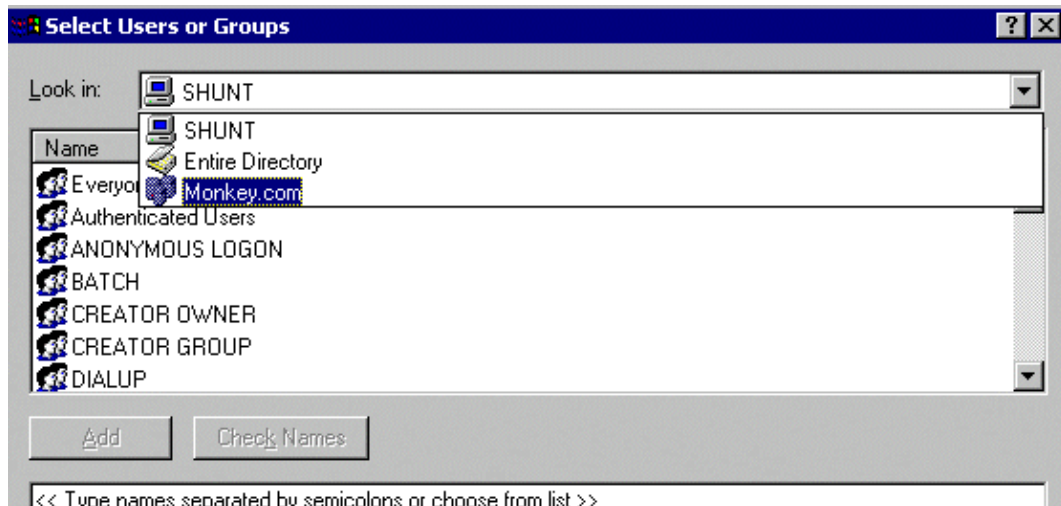 Select Users or Groups
Look in: SHUNT
SHUNT
Name
Entire Directory
Everyo
Monkey.com
Authenticated Users
ANONYMOUS LOGON
BATCH
CREATOR OWNER
CREATOR GROUP
DIALUP
Add Check Names
<< Type names separated by semicolons or choose from list >>